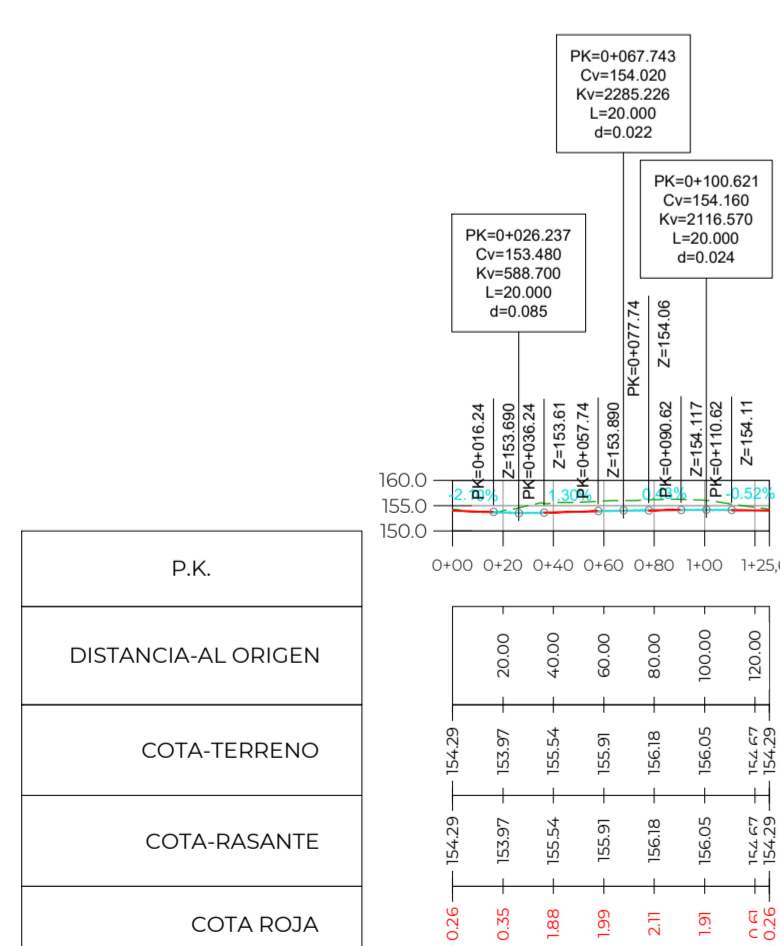 PK=0+067.743
Cv=154.020
Kv=2285.226
L=20.000
d=0.022
PK=0+100.621
Cv=154.160
Kv=2116.570
L=20.000
d=0.024
PK=0+026.237
Cv=153.480
Kv=588.700
L=20.000
d=0.085
PK=0+016.24
Z=153.690
PK=0+036.24
Z=153.61
PK=0+057.74
Z=153.890
PK=0+077.74
Z=154.06
PK=0+090.62
Z=154.117
PK=0+110.62
Z=154.11
160.0
155.0
150.0
1.30%
-0.52%
0+00 0+20 0+40 0+60 0+80 1+00 1+25,
P.K.
DISTANCIA-AL ORIGEN
20.00 40.00 60.00 80.00 100.00 120.00
COTA-TERRENO
154.29 153.97 155.54 155.91 156.18 156.05 154.67 154.29
COTA-RASANTE
154.29 153.97 155.54 155.91 156.18 156.05 154.67 154.29
COTA ROJA
0.26 0.35 1.88 1.99 2.11 1.91 0.61 0.26